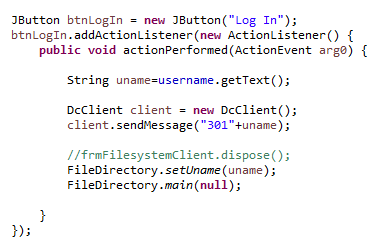 JButton btnLogIn = new JButton("Log In");
btnLogIn.addActionListener(new ActionListener() {
    public void actionPerformed(ActionEvent arg0) {

        String uname=username.getText();

        DcClient client = new DcClient();
        client.sendMessage("301"+uname);

        //frmFilesystemClient.dispose();
        FileDirectory.setUname(uname);
        FileDirectory.main(null);

    }
});